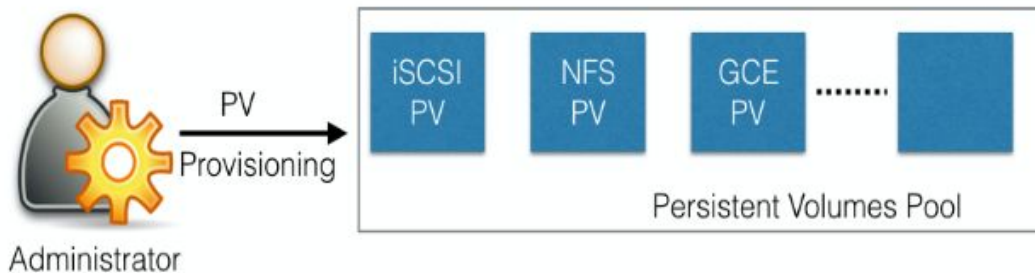 iSCSI
PV
NFS
PV
GCE
PV
PV
Provisioning
Persistent Volumes Pool
Administrator